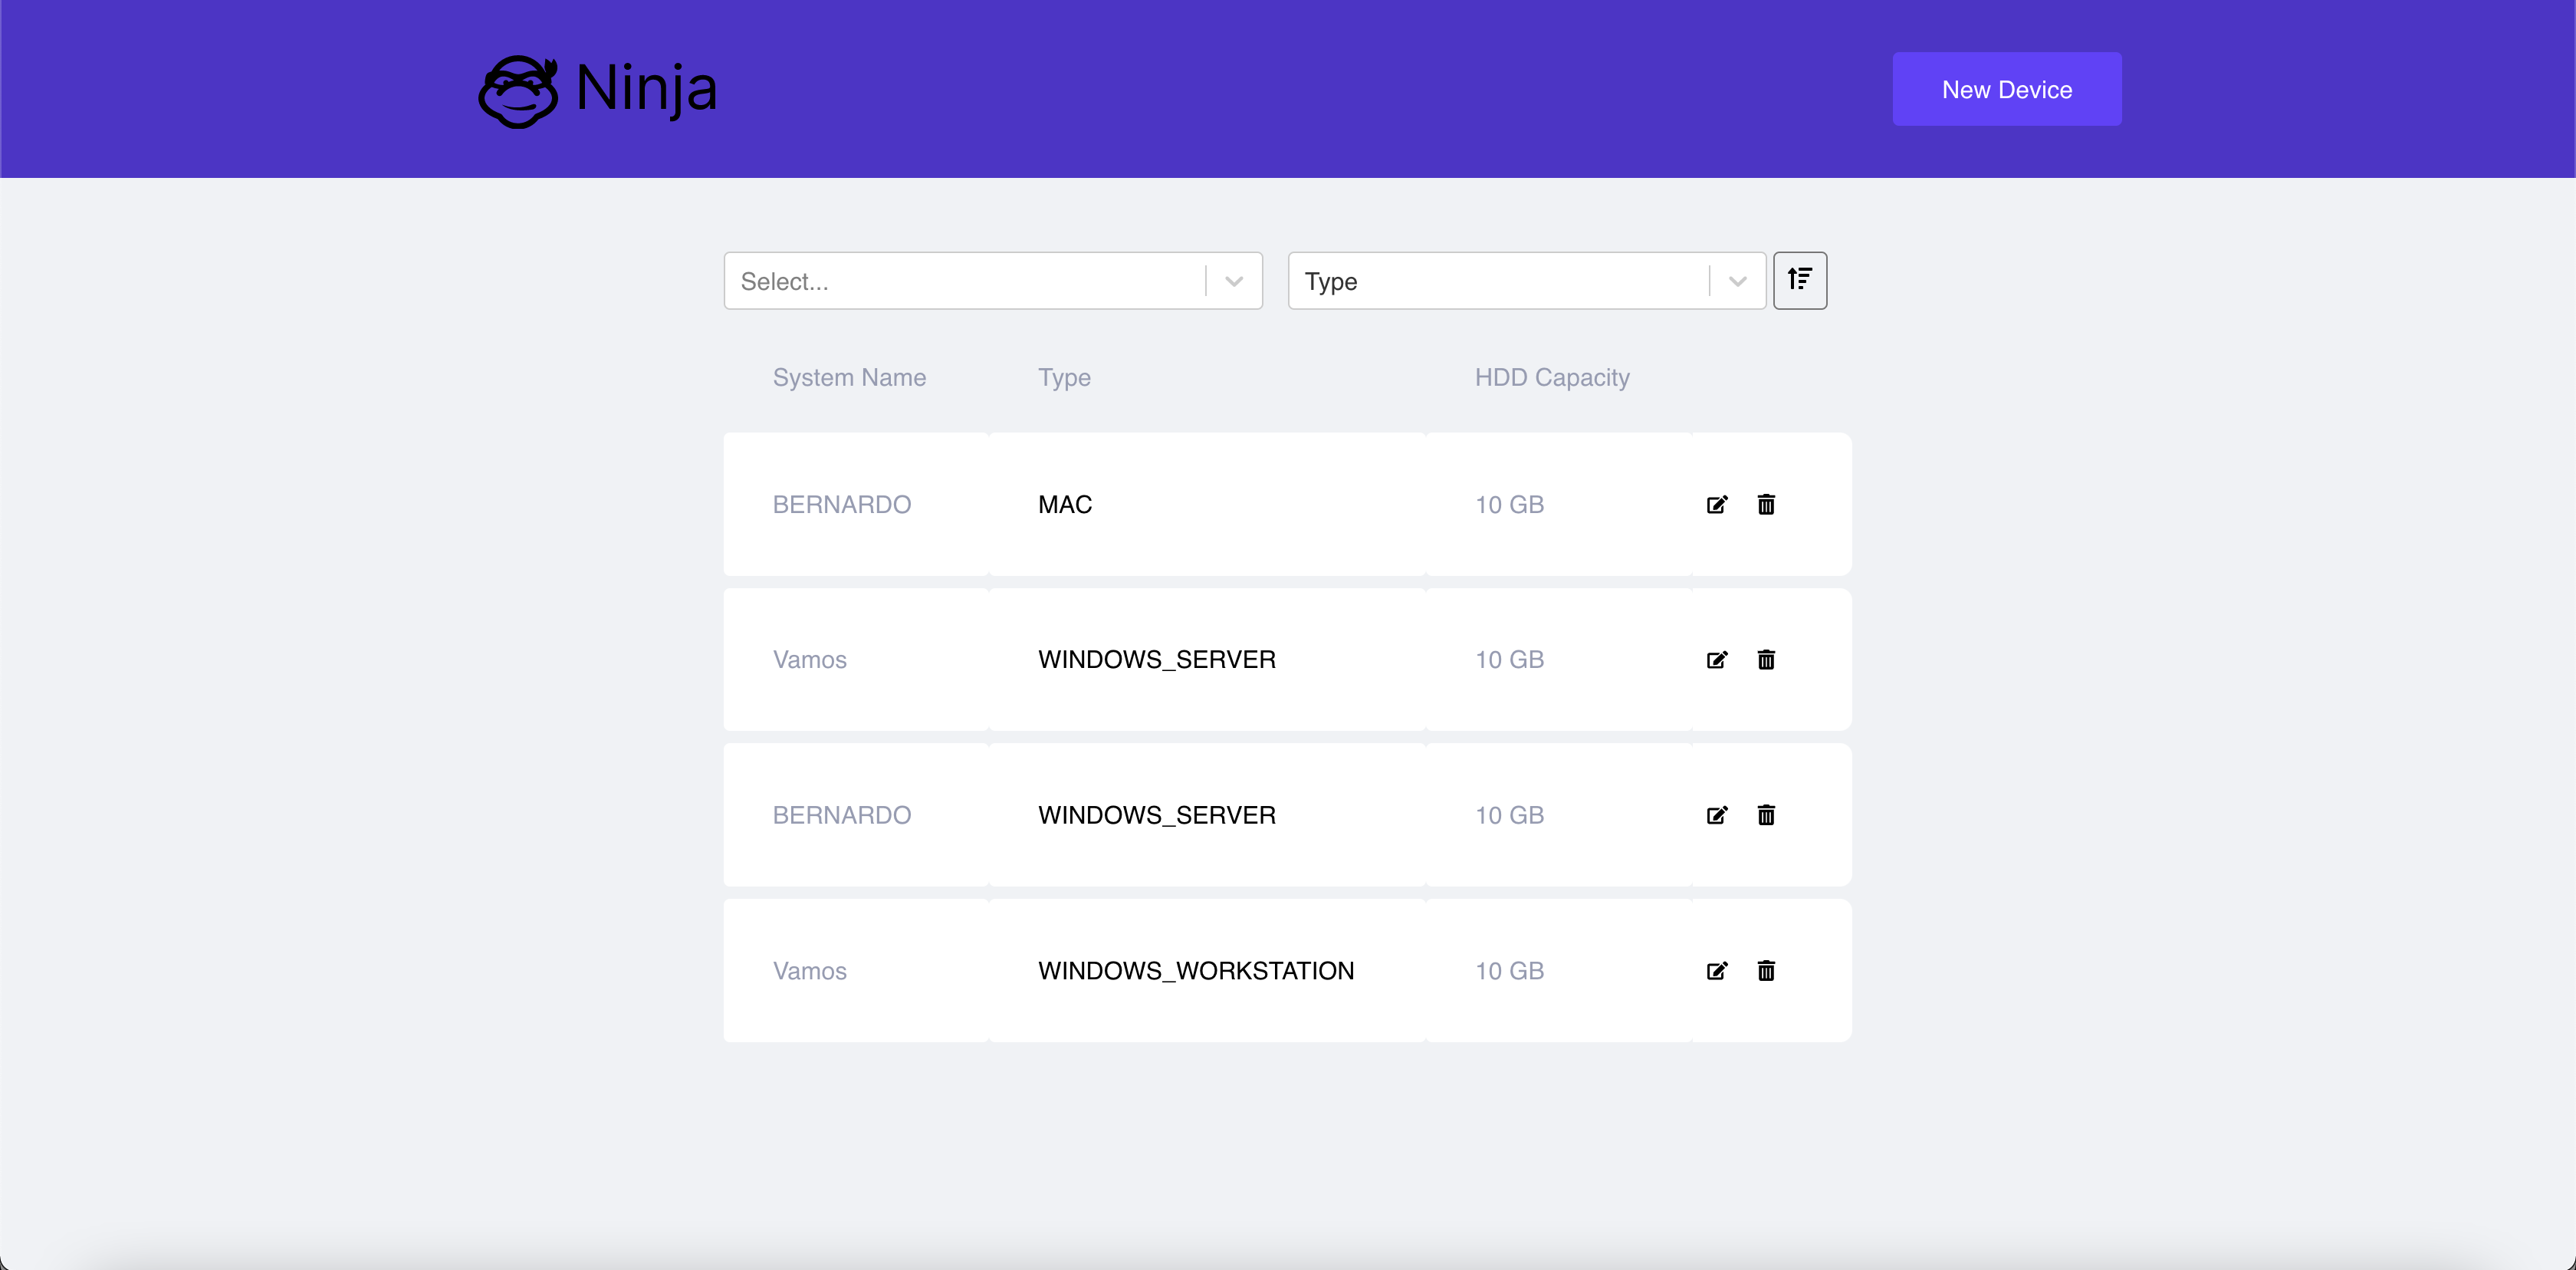 Ninja New Device
Select... Type
System Name Type HDD Capacity
BERNARDO MAC 10 GB
Vamos WINDOWS_SERVER 10 GB
BERNARDO WINDOWS_SERVER 10 GB
Vamos WINDOWS_WORKSTATION 10 GB